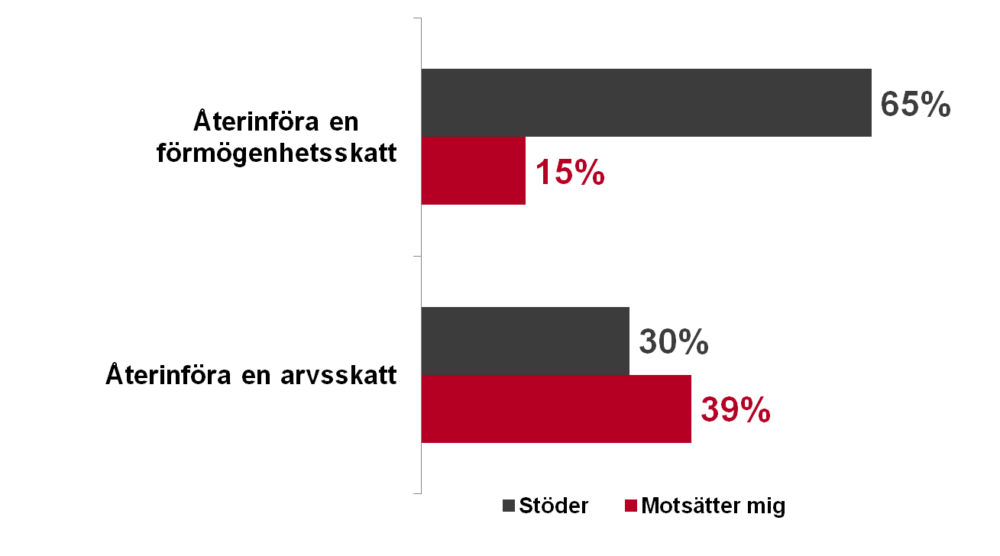 Återinföra en
förmögenhetsskatt
65%
15%
Återinföra en arvsskatt
30%
39%
Stöder
Motsätter mig